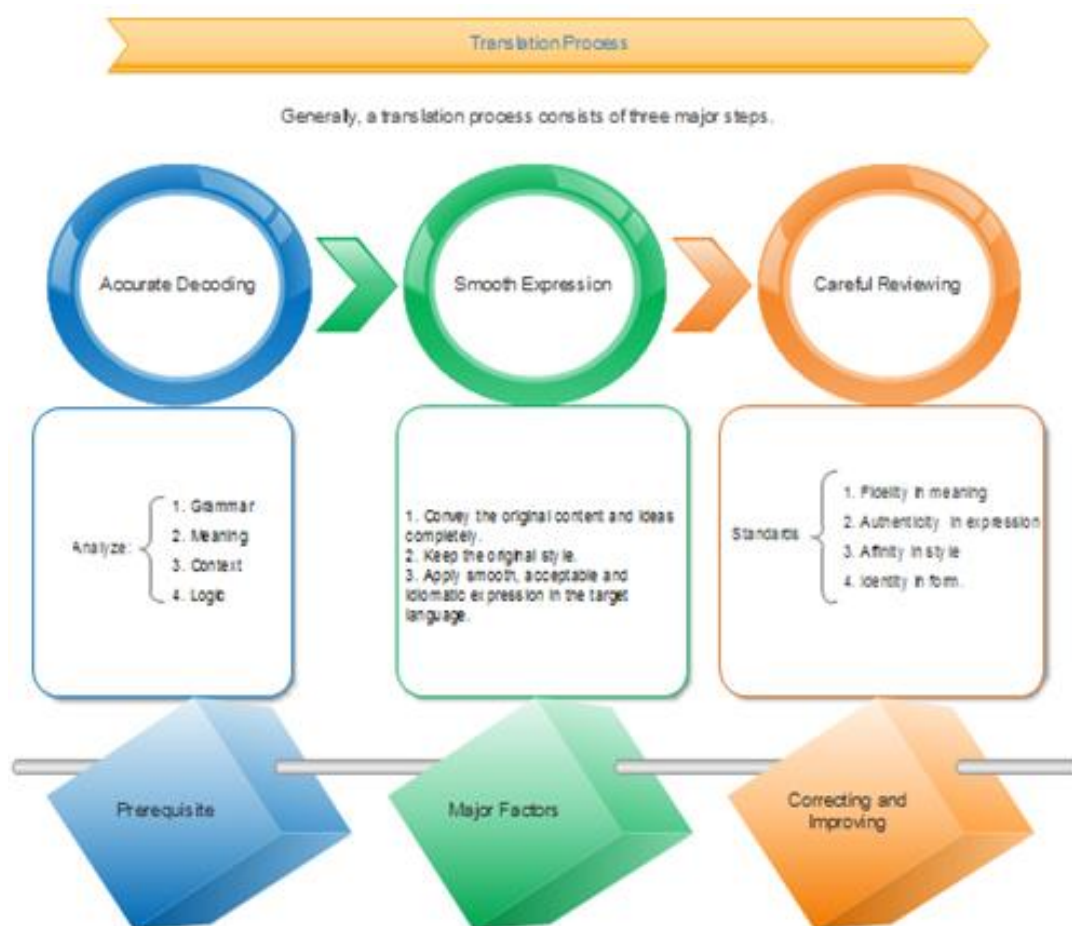 Translation Process
Generally, a translation process consists of three major steps.
Accurate Decoding
Smooth Expression
Careful Reviewing
Analyze:
1. Grammar
2. Meaning
3. Context
4. Logic
1. Convey the original content and ideas
completely.
2. Keep the original style.
3. Apply smooth, acceptable and
idiomatic expression in the target
language.
Standards
1. Fidelity in meaning
2. Authenticity in expression
3. Affinity in style
4. Identity in form.
Prerequisite
Major Factors
Correcting and
Improving